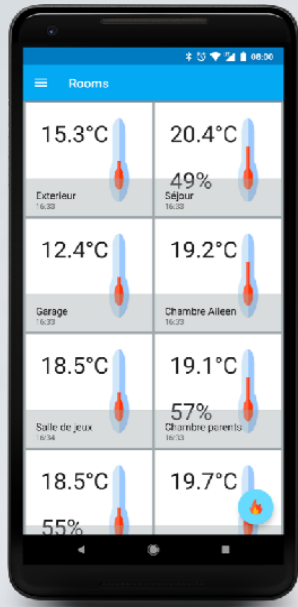 08:00
Rooms
15.3°C
20.4°C
49%
Exterieur
Séjour
16:33
16:33
12.4°C
19.2°C
Garage
Chambre Aileen
16:33
16:33
18.5°C
19.1°C
57%
Salle de jeux
Chambre parents
16:34
16:33
18.5°C
19.7°C
55%